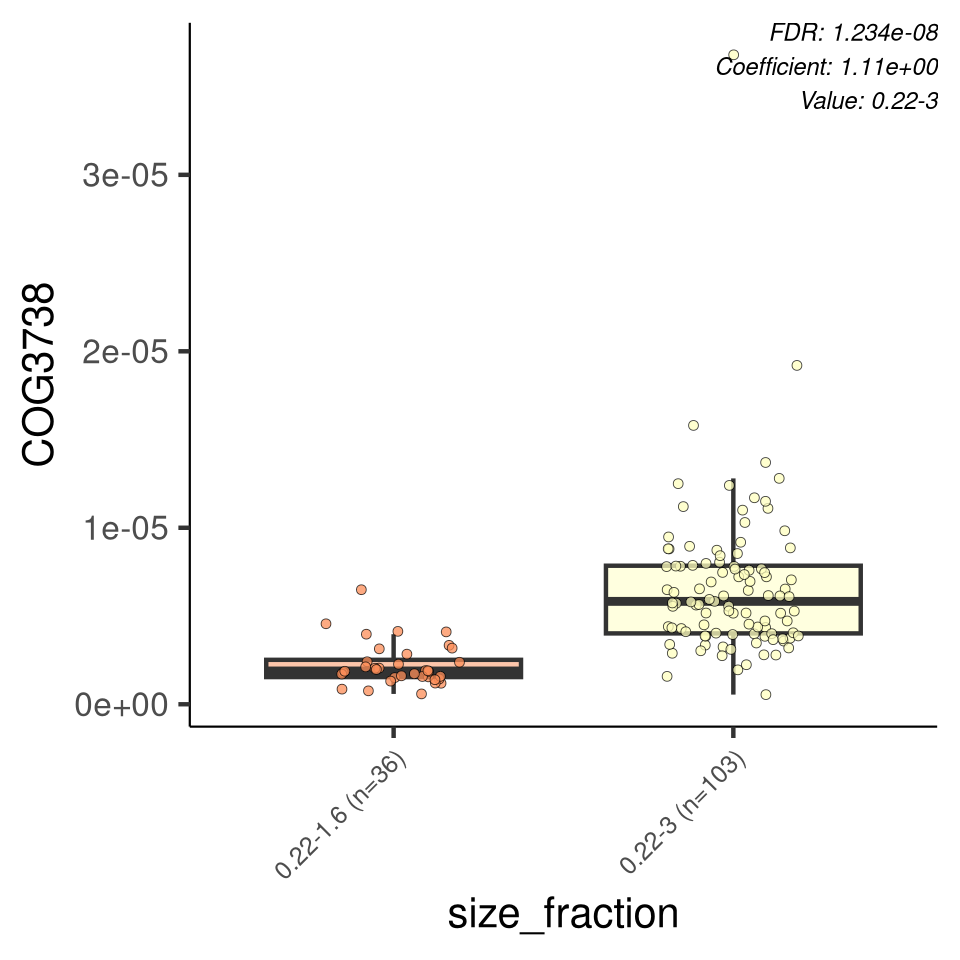 FDR: 1.234e-08
Coefficient: 1.11e+00
Value: 0.22-3
3e-05
2e-05
1e-05
0e+00
COG3738
0.22-1.6 (n=36)
0.22-3 (n=103)
size_fraction